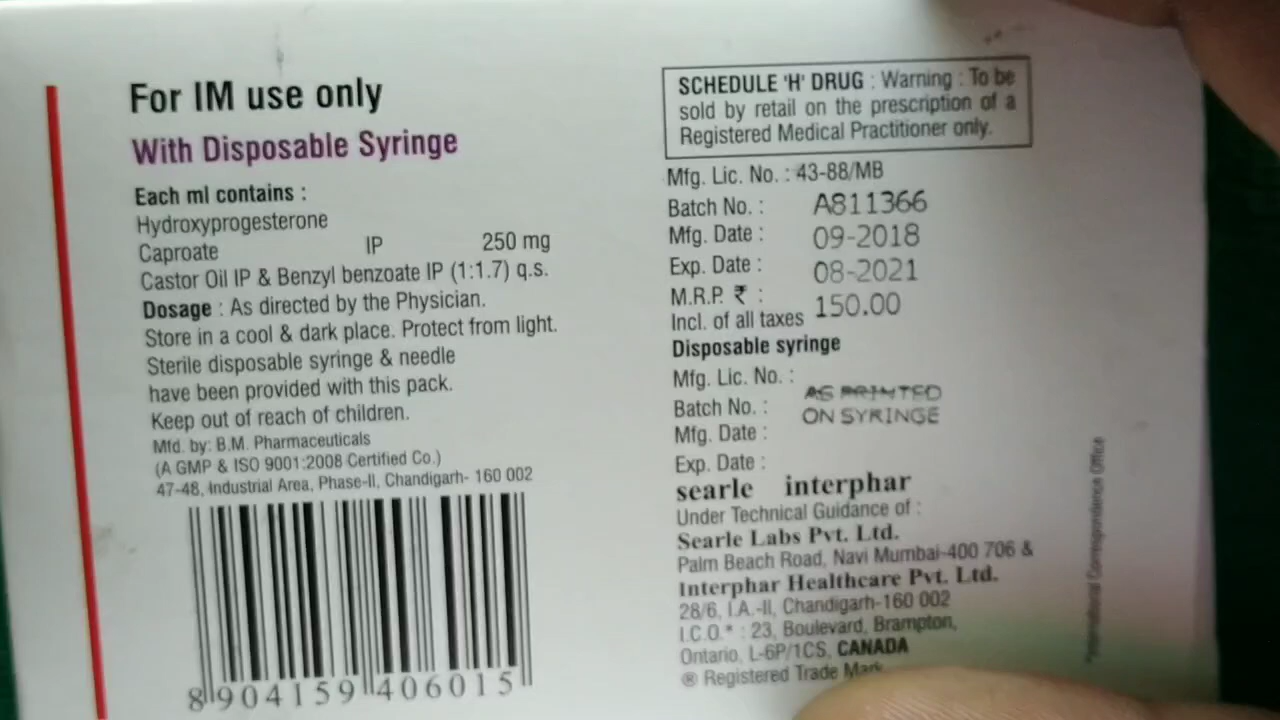 For IM use only
With Disposable Syringe
Each ml contains :
Hydroxyprogesterone
Caproate IP 250 mg
Castor Oil IP & Benzyl benzoate IP (1:1.7) q.s.
Dosage : As directed by the Physician.
Store in a cool & dark place. Protect from light.
Sterile disposable syringe & needle
have been provided with this pack.
Keep out of reach of children.
Mfd. by: B.M. Pharmaceuticals
(A GMP & ISO 9001:2008 Certified Co.)
47-48, Industrial Area, Phase-II, Chandigarh- 160 002
8904159406015
SCHEDULE 'H' DRUG : Warning : To be
sold by retail on the prescription of a
Registered Medical Practitioner only.
Mfg. Lic. No. : 43-88/MB
Batch No. : A811366
Mfg. Date : 09-2018
Exp. Date : 08-2021
M.R.P. ₹ : 150.00
Incl. of all taxes
Disposable syringe
Mfg. Lic. No. :
AS PRINTED
Batch No. : ON SYRINGE
Mfg. Date :
Exp. Date :
searle interphar
Under Technical Guidance of :
Searle Labs Pvt. Ltd.
Palm Beach Road, Navi Mumbai-400 706 &
Interphar Healthcare Pvt. Ltd.
28/6, I.A.-II, Chandigarh-160 002
I.C.O.* : 23, Boulevard, Brampton,
Ontario, L-6P/1CS, CANADA
® Registered Trade Mark
*International Correspondence Office